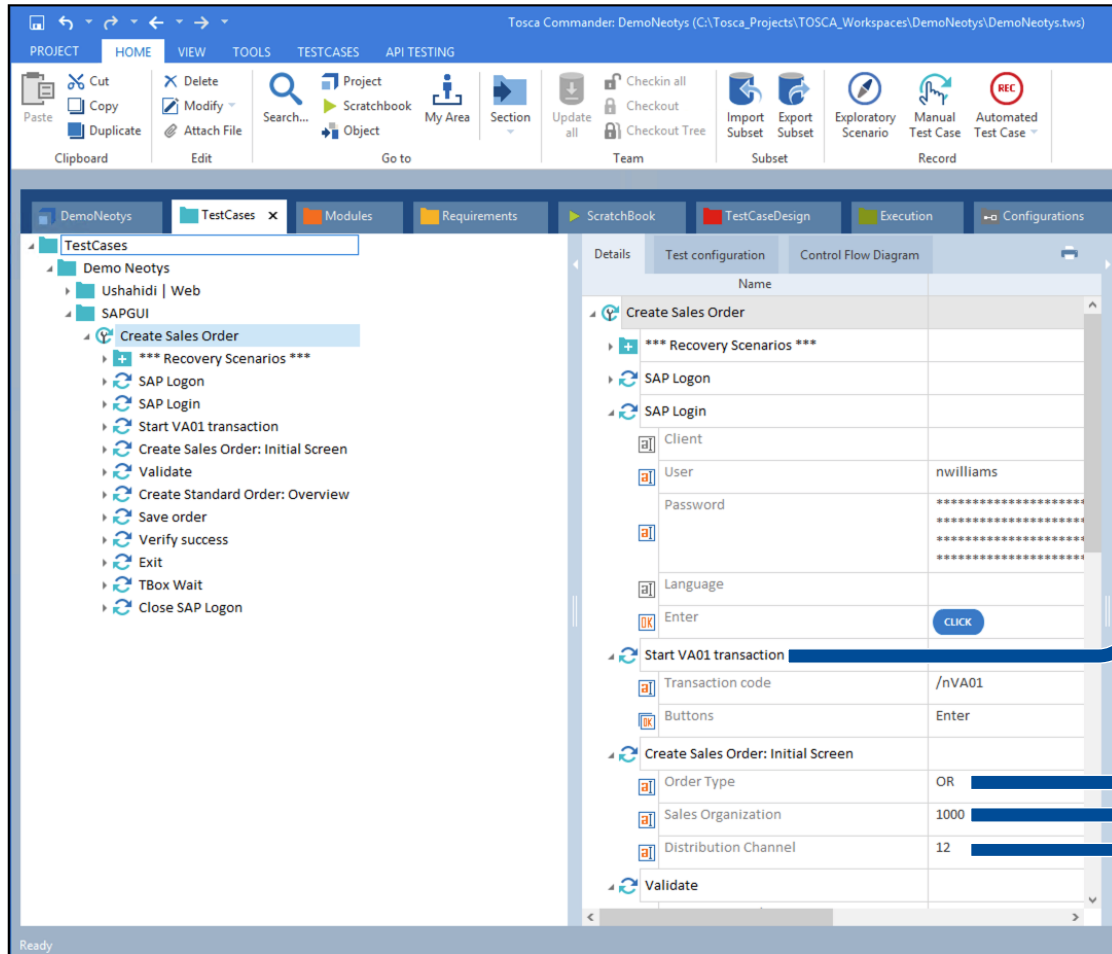 Tosca Commander: DemoNeotys (C:\Tosca_Projects\TOSCA_Workspaces\DemoNeotys\DemoNeotys.tws)
PROJECT HOME VIEW TOOLS TESTCASES API TESTING
Paste
Cut
Copy
Duplicate
Clipboard
Delete
Modify
Attach File
Edit
Search...
Project
Scratchbook
Object
My Area
Section
Go to
Update all
Checkin all
Checkout
Checkout Tree
Team
Import Subset
Export Subset
Subset
Exploratory Scenario
Manual Test Case
REC
Automated Test Case
Record
DemoNeotys TestCases X Modules Requirements ScratchBook TestCaseDesign Execution Configurations
TestCases
Demo Neotys
Ushahidi | Web
SAPGUI
Create Sales Order
*** Recovery Scenarios ***
SAP Logon
SAP Login
Start VA01 transaction
Create Sales Order: Initial Screen
Validate
Create Standard Order: Overview
Save order
Verify success
Exit
TBox Wait
Close SAP Logon
Details Test configuration Control Flow Diagram
Name
Create Sales Order
*** Recovery Scenarios ***
SAP Logon
SAP Login
Client
User nwilliams
Password *********************
*********************
*********************
*********************
Language
Enter CLICK
Start VA01 transaction
Transaction code /nVA01
Buttons Enter
Create Sales Order: Initial Screen
Order Type OR
Sales Organization 1000
Distribution Channel 12
Validate
Ready